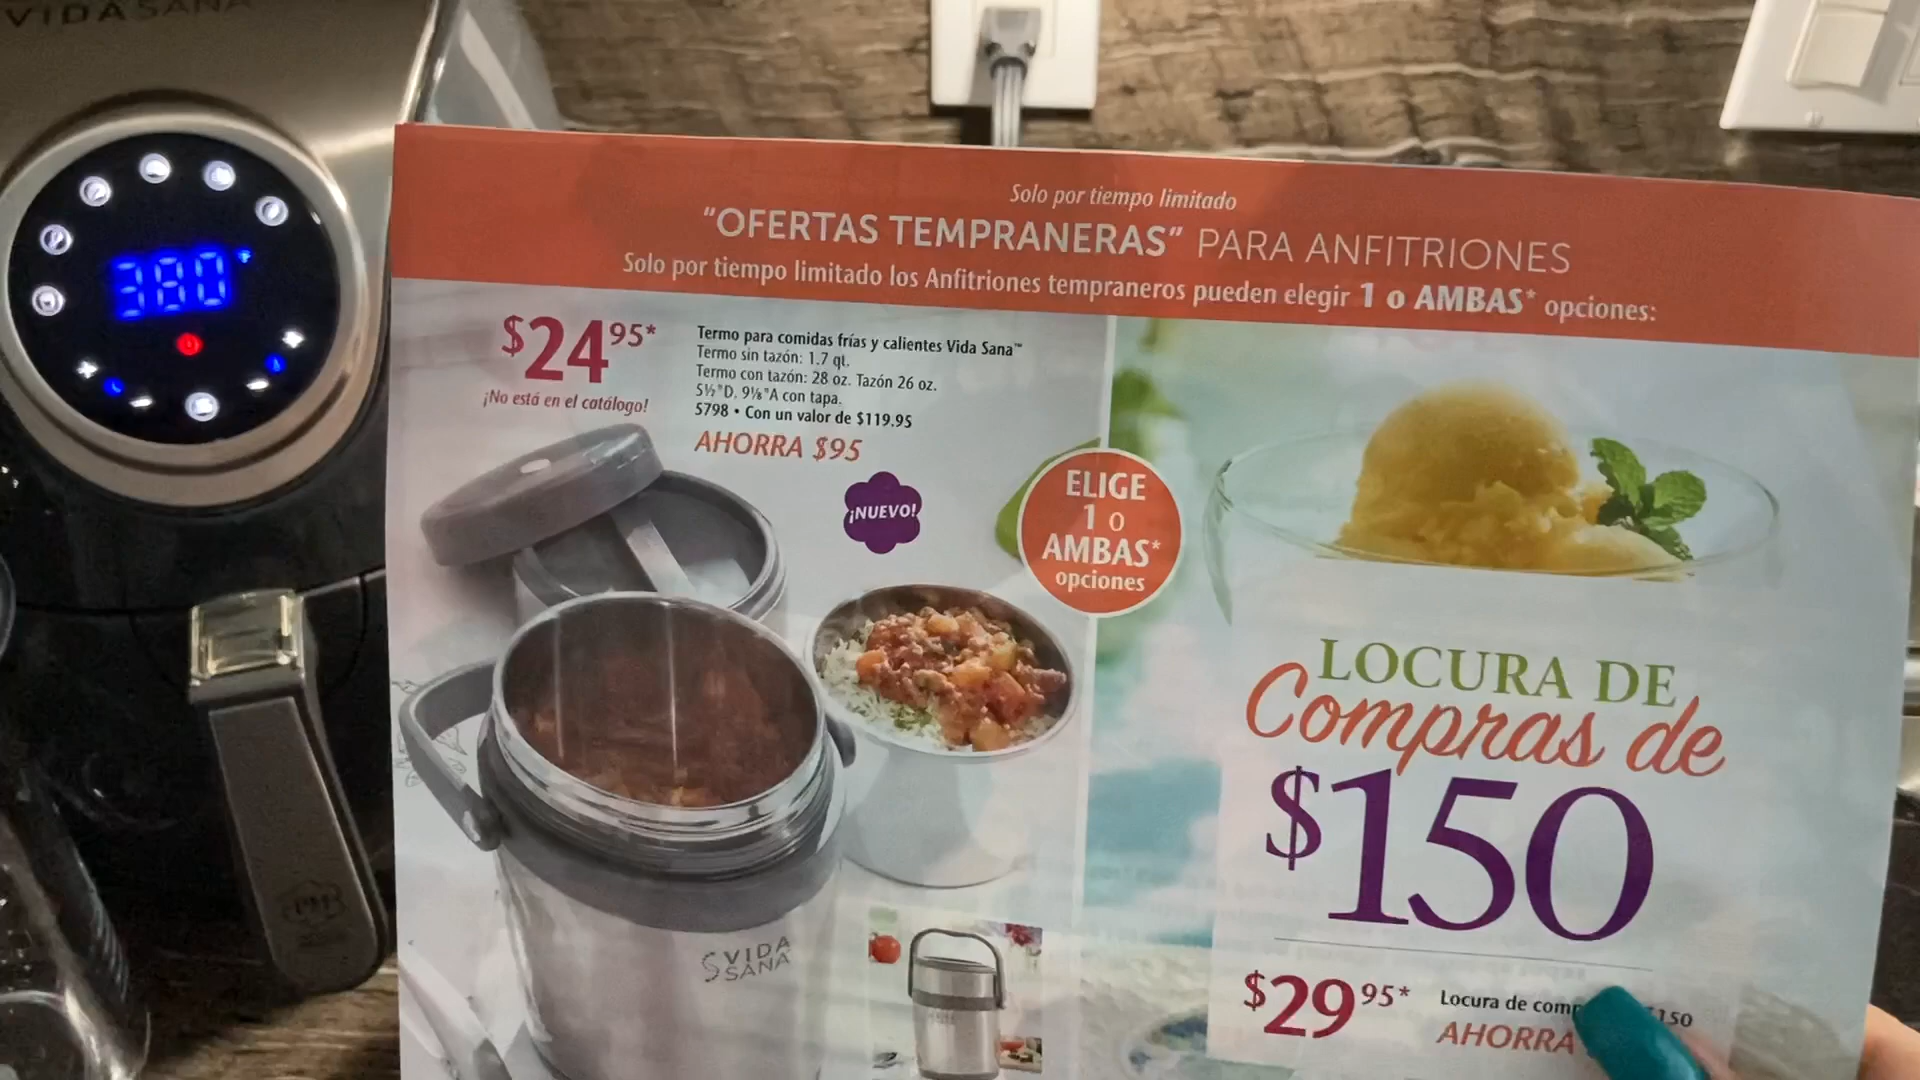 VIDA SANA
380°
Solo por tiempo limitado
"OFERTAS TEMPRANERAS" PARA ANFITRIONES
Solo por tiempo limitado los Anfitriones tempraneros pueden elegir 1 o AMBAS* opciones:
$24 95*
¡No está en el catálogo!
Termo para comidas frías y calientes Vida Sana™
Termo sin tazón: 1.7 qt.
Termo con tazón: 28 oz. Tazón 26 oz.
5½"D, 9⅛"A con tapa.
5798 • Con un valor de $119.95
AHORRA $95
¡NUEVO!
ELIGE
1 o
AMBAS*
opciones
VIDA
SANA
LOCURA DE
Compras de
$150
$29 95*
Locura de comp 150
AHORRA